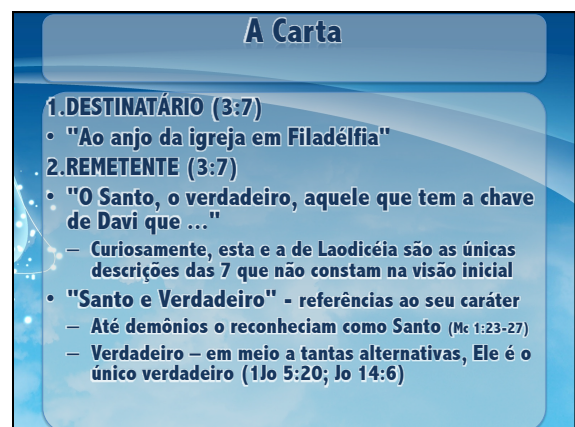 A Carta
1.DESTINATÁRIO (3:7)
• "Ao anjo da igreja em Filadélfia"
2.REMETENTE (3:7)
• "O Santo, o verdadeiro, aquele que tem a chave
de Davi que ..."
– Curiosamente, esta e a de Laodicéia são as únicas
descrições das 7 que não constam na visão inicial
• "Santo e Verdadeiro" - referências ao seu caráter
– Até demônios o reconheciam como Santo (Mc 1:23-27)
– Verdadeiro – em meio a tantas alternativas, Ele é o
único verdadeiro (1Jo 5:20; Jo 14:6)